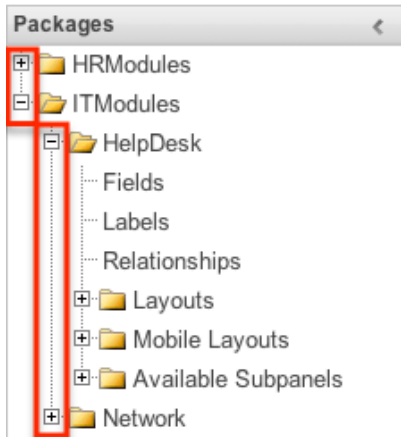 Packages
HRModules
ITModules
HelpDesk
Fields
Labels
Relationships
Layouts
Mobile Layouts
Available Subpanels
Network